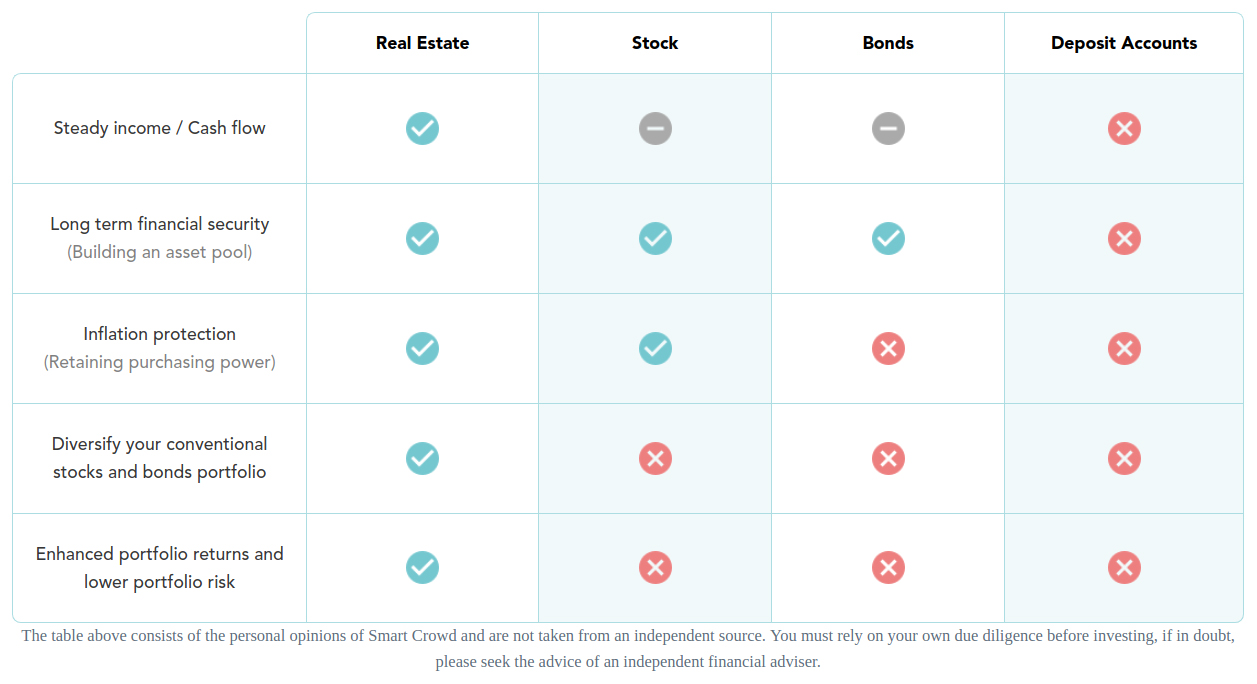 Real Estate
Stock
Bonds
Deposit Accounts
Steady income / Cash flow
Long term financial security
(Building an asset pool)
Inflation protection
(Retaining purchasing power)
Diversify your conventional
stocks and bonds portfolio
Enhanced portfolio returns and
lower portfolio risk
The table above consists of the personal opinions of Smart Crowd and are not taken from an independent source. You must rely on your own due diligence before investing, if in doubt,
please seek the advice of an independent financial adviser.